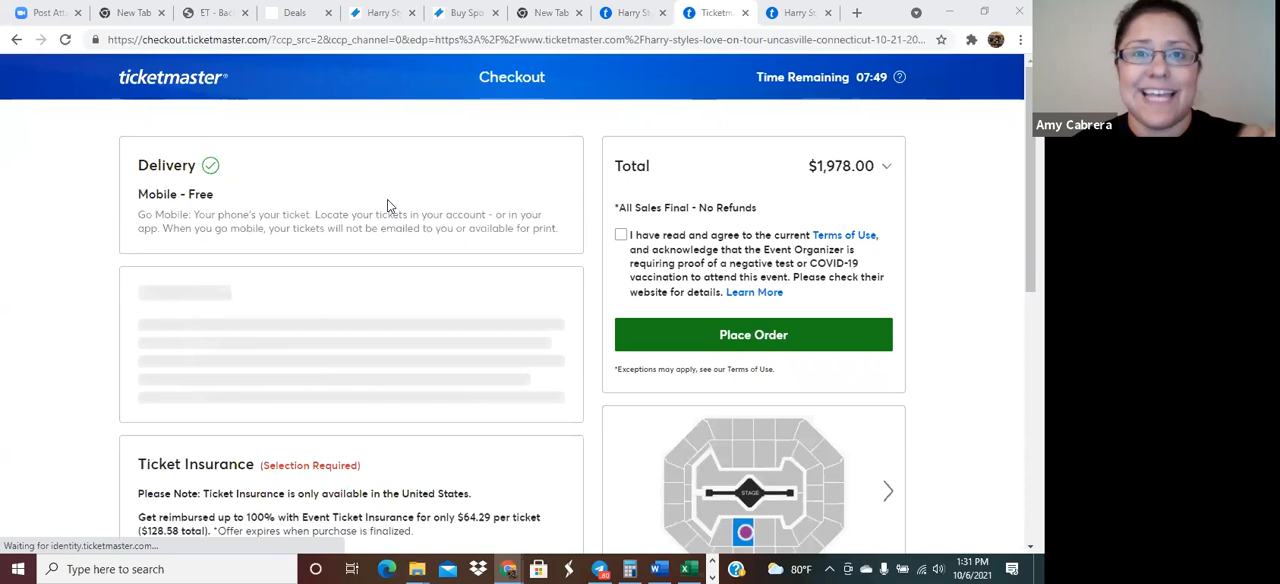 Post Att
New Tab
ET - Bac
Deals
Harry St
Buy Spo
New Tab
Harry St
Ticketm
Harry St
https://checkout.ticketmaster.com/?ccp_src=2&ccp_channel=0&edp=https%3A%2F%2Fwww.ticketmaster.com%2Fharry-styles-love-on-tour-uncasville-connecticut-10-21-20...
ticketmaster®
Checkout
Time Remaining 07:49
Amy Cabrera
Delivery
Mobile - Free
Go Mobile: Your phone's your ticket. Locate your tickets in your account - or in your
app. When you go mobile, your tickets will not be emailed to you or available for print.
Total $1,978.00
*All Sales Final - No Refunds
I have read and agree to the current Terms of Use,
and acknowledge that the Event Organizer is
requiring proof of a negative test or COVID-19
vaccination to attend this event. Please check their
website for details. Learn More
Place Order
*Exceptions may apply, see our Terms of Use.
Ticket Insurance (Selection Required)
Please Note: Ticket Insurance is only available in the United States.
Get reimbursed up to 100% with Event Ticket Insurance for only $64.29 per ticket
($128.58 total). *Offer expires when purchase is finalized.
STAGE
Waiting for identity.ticketmaster.com...
Type here to search
80
80°F
1:31 PM
10/6/2021